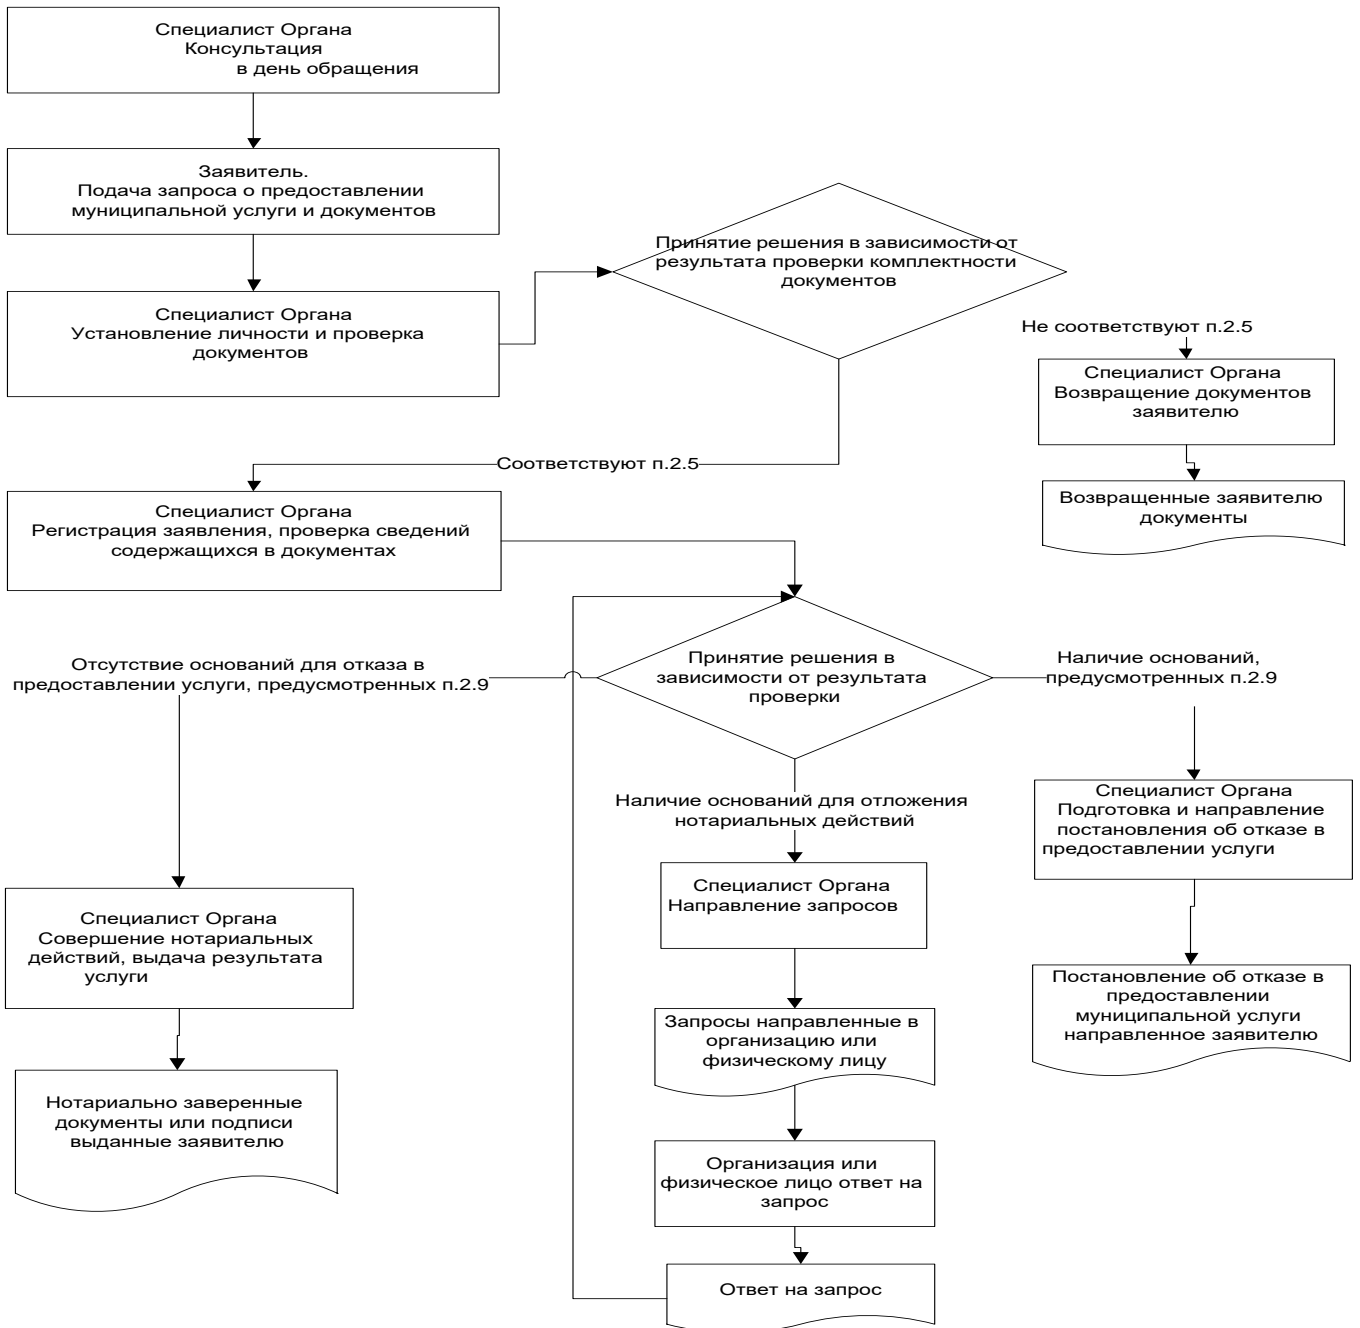 Специалист Органа
Консультация
в день обращения
Заявитель.
Подача запроса о предоставлении
муниципальной услуги и документов
Специалист Органа
Установление личности и проверка
документов
Принятие решения в зависимости от
результата проверки комплектности
документов
Не соответствуют п.2.5
Специалист Органа
Возвращение документов
заявителю
Возвращенные заявителю
документы
Соответствуют п.2.5
Специалист Органа
Регистрация заявления, проверка сведений
содержащихся в документах
Принятие решения в
зависимости от результата
проверки
Отсутствие оснований для отказа в
предоставлении услуги, предусмотренных п.2.9
Наличие оснований,
предусмотренных п.2.9
Наличие оснований для отложения
нотариальных действий
Специалист Органа
Подготовка и направление
постановления об отказе в
предоставлении услуги
Специалист Органа
Направление запросов
Специалист Органа
Совершение нотариальных
действий, выдача результата
услуги
Постановление об отказе в
предоставлении
муниципальной услуги
направленное заявителю
Запросы направленные в
организацию или
физическому лицу
Нотариально заверенные
документы или подписи
выданные заявителю
Организация или
физическое лицо ответ на
запрос
Ответ на запрос